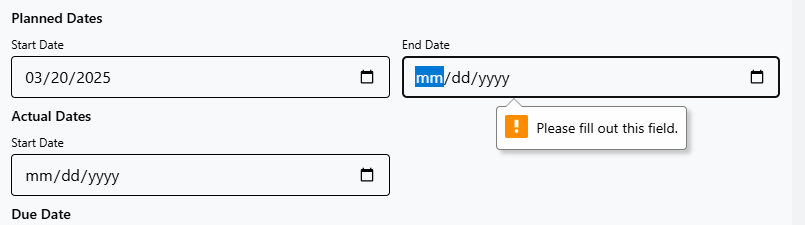 Planned Dates
Start Date
End Date
03/20/2025
mm/dd/yyyy
Please fill out this field.
Actual Dates
Start Date
mm/dd/yyyy
Due Date